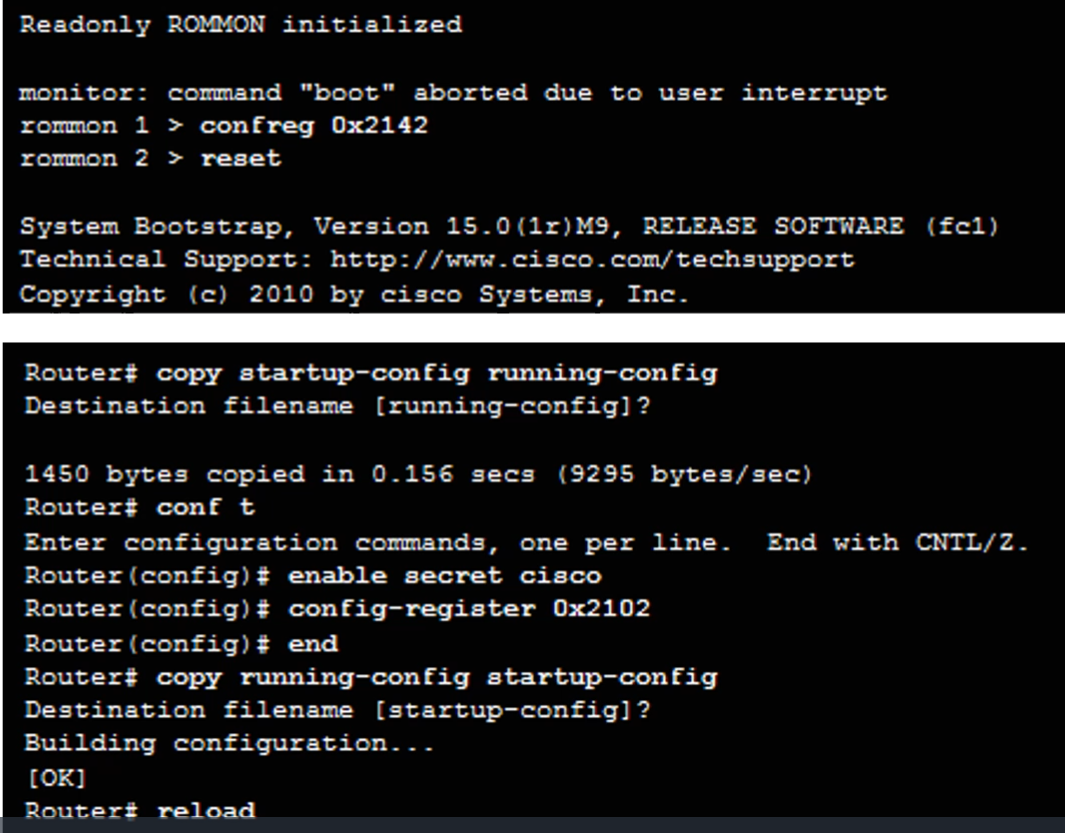 Readonly ROMMON initialized
monitor: command "boot" aborted due to user interrupt
rommon 1 > confreg 0x2142
rommon 2 > reset
System Bootstrap, Version 15.0(1r)M9, RELEASE SOFTWARE (fc1)
Technical Support: http://www.cisco.com/techsupport
Copyright (c) 2010 by cisco Systems, Inc.
Router# copy startup-config running-config
Destination filename [running-config]?
1450 bytes copied in 0.156 secs (9295 bytes/sec)
Router# conf t
Enter configuration commands, one per line.  End with CNTL/Z.
Router(config)# enable secret cisco
Router(config)# config-register 0x2102
Router(config)# end
Router# copy running-config startup-config
Destination filename [startup-config]?
Building configuration...
[OK]
Router# reload